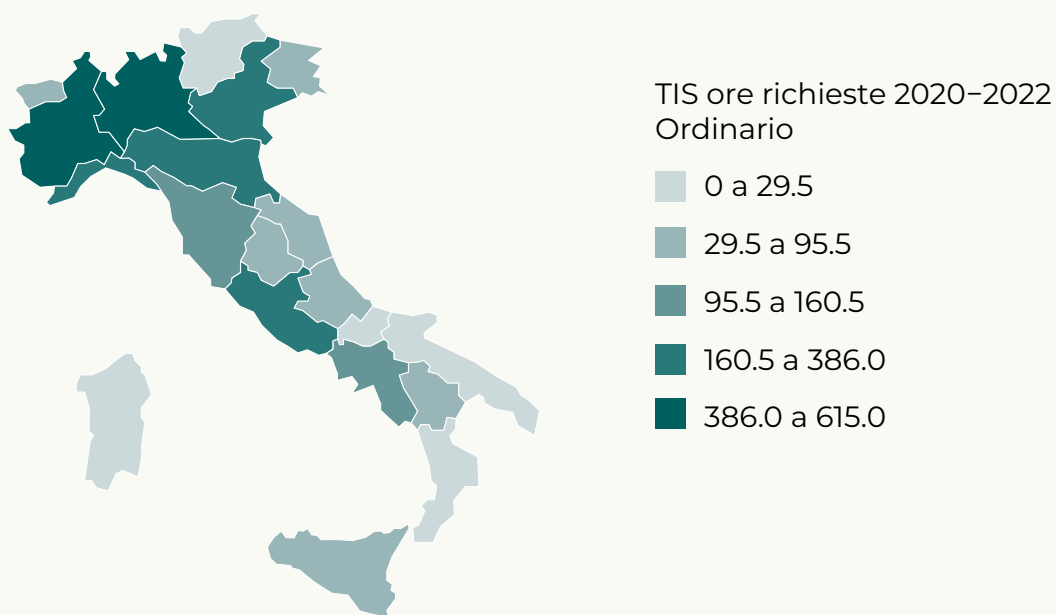 TIS ore richieste 2020–2022
Ordinario
0 a 29.5
29.5 a 95.5
95.5 a 160.5
160.5 a 386.0
386.0 a 615.0